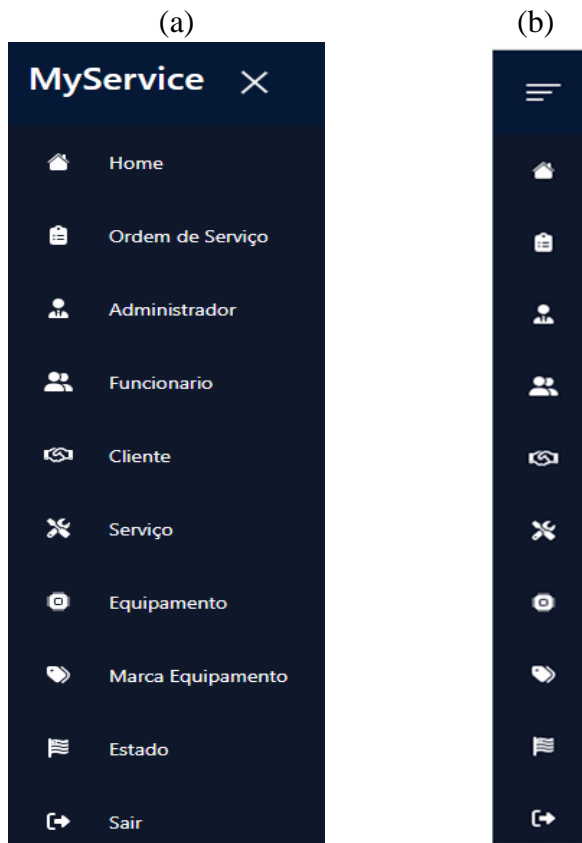 (a)
(b)
MyService
Home
Ordem de Serviço
Administrador
Funcionario
Cliente
Serviço
Equipamento
Marca Equipamento
Estado
Sair